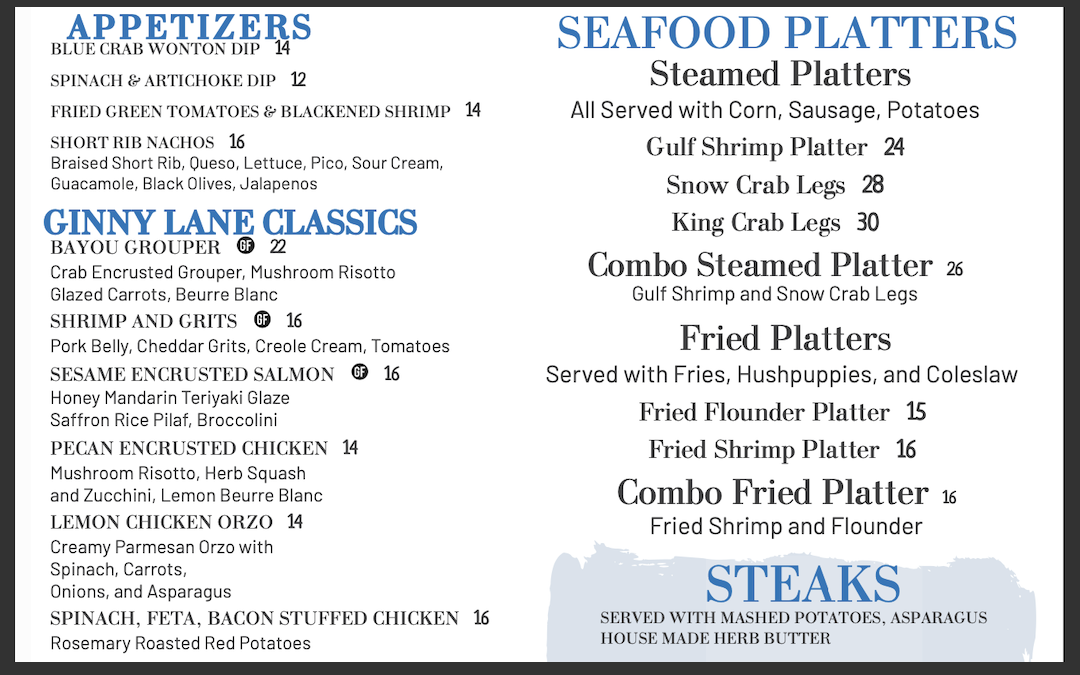 APPETIZERS
BLUE CRAB WONTON DIP 14
SPINACH & ARTICHOKE DIP 12
FRIED GREEN TOMATOES & BLACKENED SHRIMP 14
SHORT RIB NACHOS 16
Braised Short Rib, Queso, Lettuce, Pico, Sour Cream,
Guacamole, Black Olives, Jalapenos
GINNY LANE CLASSICS
BAYOU GROUPER GF 22
Crab Encrusted Grouper, Mushroom Risotto
Glazed Carrots, Beurre Blanc
SHRIMP AND GRITS GF 16
Pork Belly, Cheddar Grits, Creole Cream, Tomatoes
SESAME ENCRUSTED SALMON GF 16
Honey Mandarin Teriyaki Glaze
Saffron Rice Pilaf, Broccolini
PECAN ENCRUSTED CHICKEN 14
Mushroom Risotto, Herb Squash
and Zucchini, Lemon Beurre Blanc
LEMON CHICKEN ORZO 14
Creamy Parmesan Orzo with
Spinach, Carrots,
Onions, and Asparagus
SPINACH, FETA, BACON STUFFED CHICKEN 16
Rosemary Roasted Red Potatoes
SEAFOOD PLATTERS
Steamed Platters
All Served with Corn, Sausage, Potatoes
Gulf Shrimp Platter 24
Snow Crab Legs 28
King Crab Legs 30
Combo Steamed Platter 26
Gulf Shrimp and Snow Crab Legs
Fried Platters
Served with Fries, Hushpuppies, and Coleslaw
Fried Flounder Platter 15
Fried Shrimp Platter 16
Combo Fried Platter 16
Fried Shrimp and Flounder
STEAKS
SERVED WITH MASHED POTATOES, ASPARAGUS
HOUSE MADE HERB BUTTER